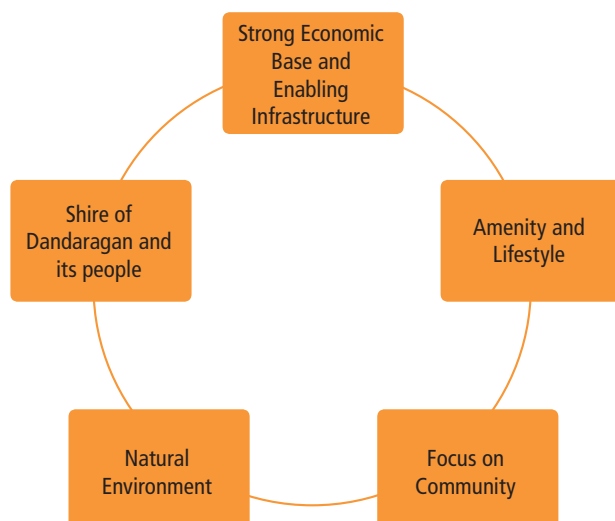 Strong Economic
Base and
Enabling
Infrastructure
Shire of
Dandaragan and
its people
Amenity and
Lifestyle
Natural
Environment
Focus on
Community